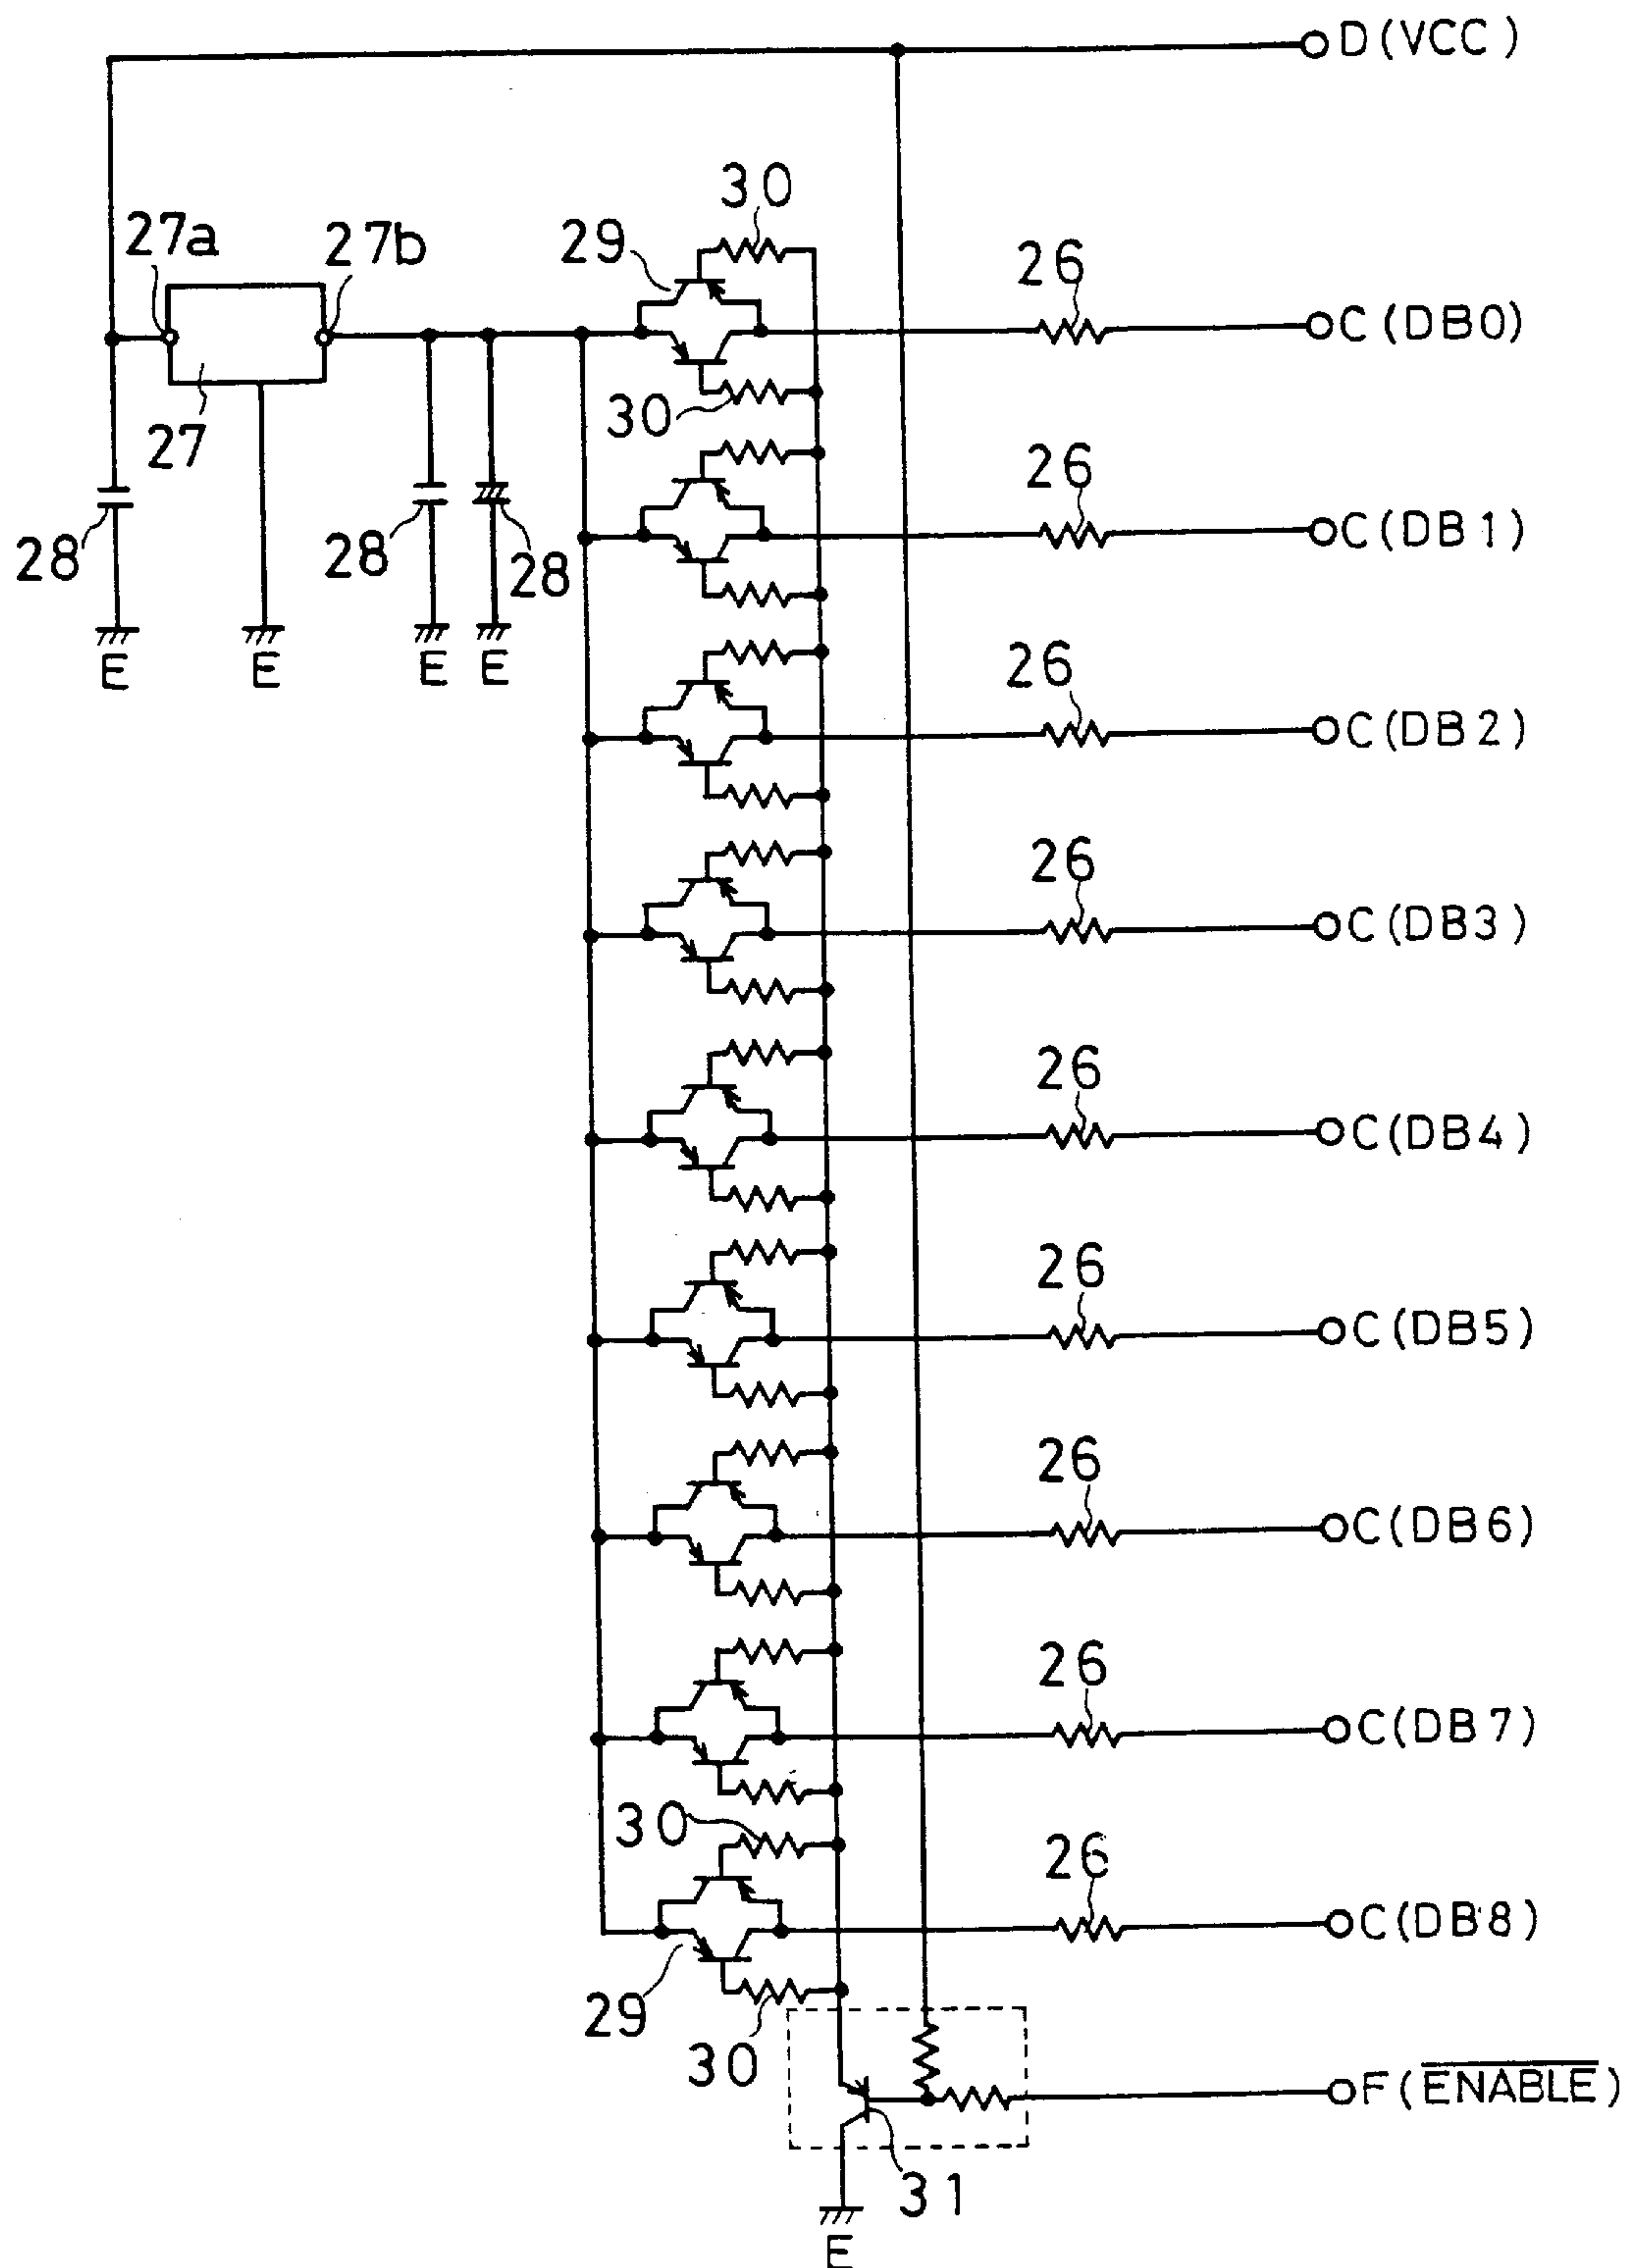 D(VCC)
30
27a
27b
29
26
C(DB0)
30
27
26
C(DB1)
28
28
28
E
E
E
E
26
C(DB2)
26
C(DB3)
26
C(DB4)
26
C(DB5)
26
C(DB6)
26
C(DB7)
30
26
C(DB8)
29
30
F(ENABLE)
31
E